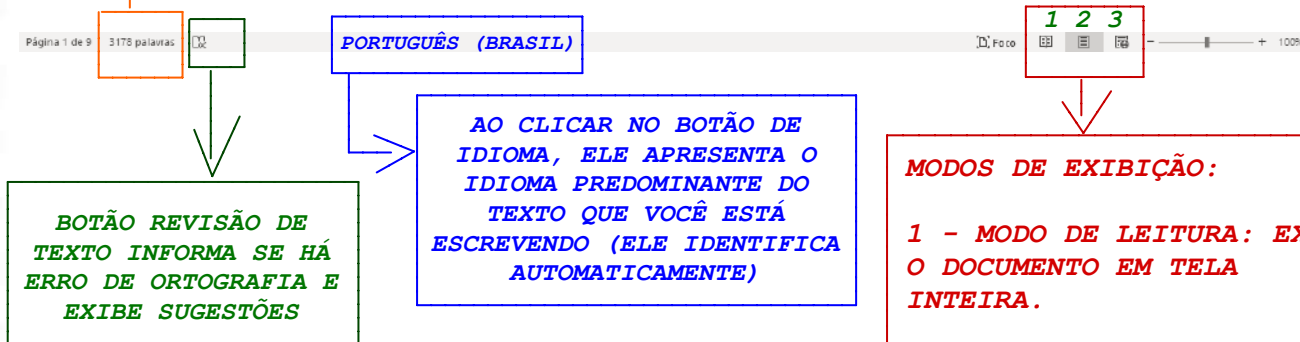 1 2 3
Página 1 de 9 3178 palavras PORTUGUÊS (BRASIL) Foco - + 100%
AO CLICAR NO BOTÃO DE
IDIOMA, ELE APRESENTA O
IDIOMA PREDOMINANTE DO
TEXTO QUE VOCÊ ESTÁ
ESCREVENDO (ELE IDENTIFICA
AUTOMATICAMENTE)
BOTÃO REVISÃO DE
TEXTO INFORMA SE HÁ
ERRO DE ORTOGRAFIA E
EXIBE SUGESTÕES
MODOS DE EXIBIÇÃO:
1 - MODO DE LEITURA: EX
O DOCUMENTO EM TELA
INTEIRA.